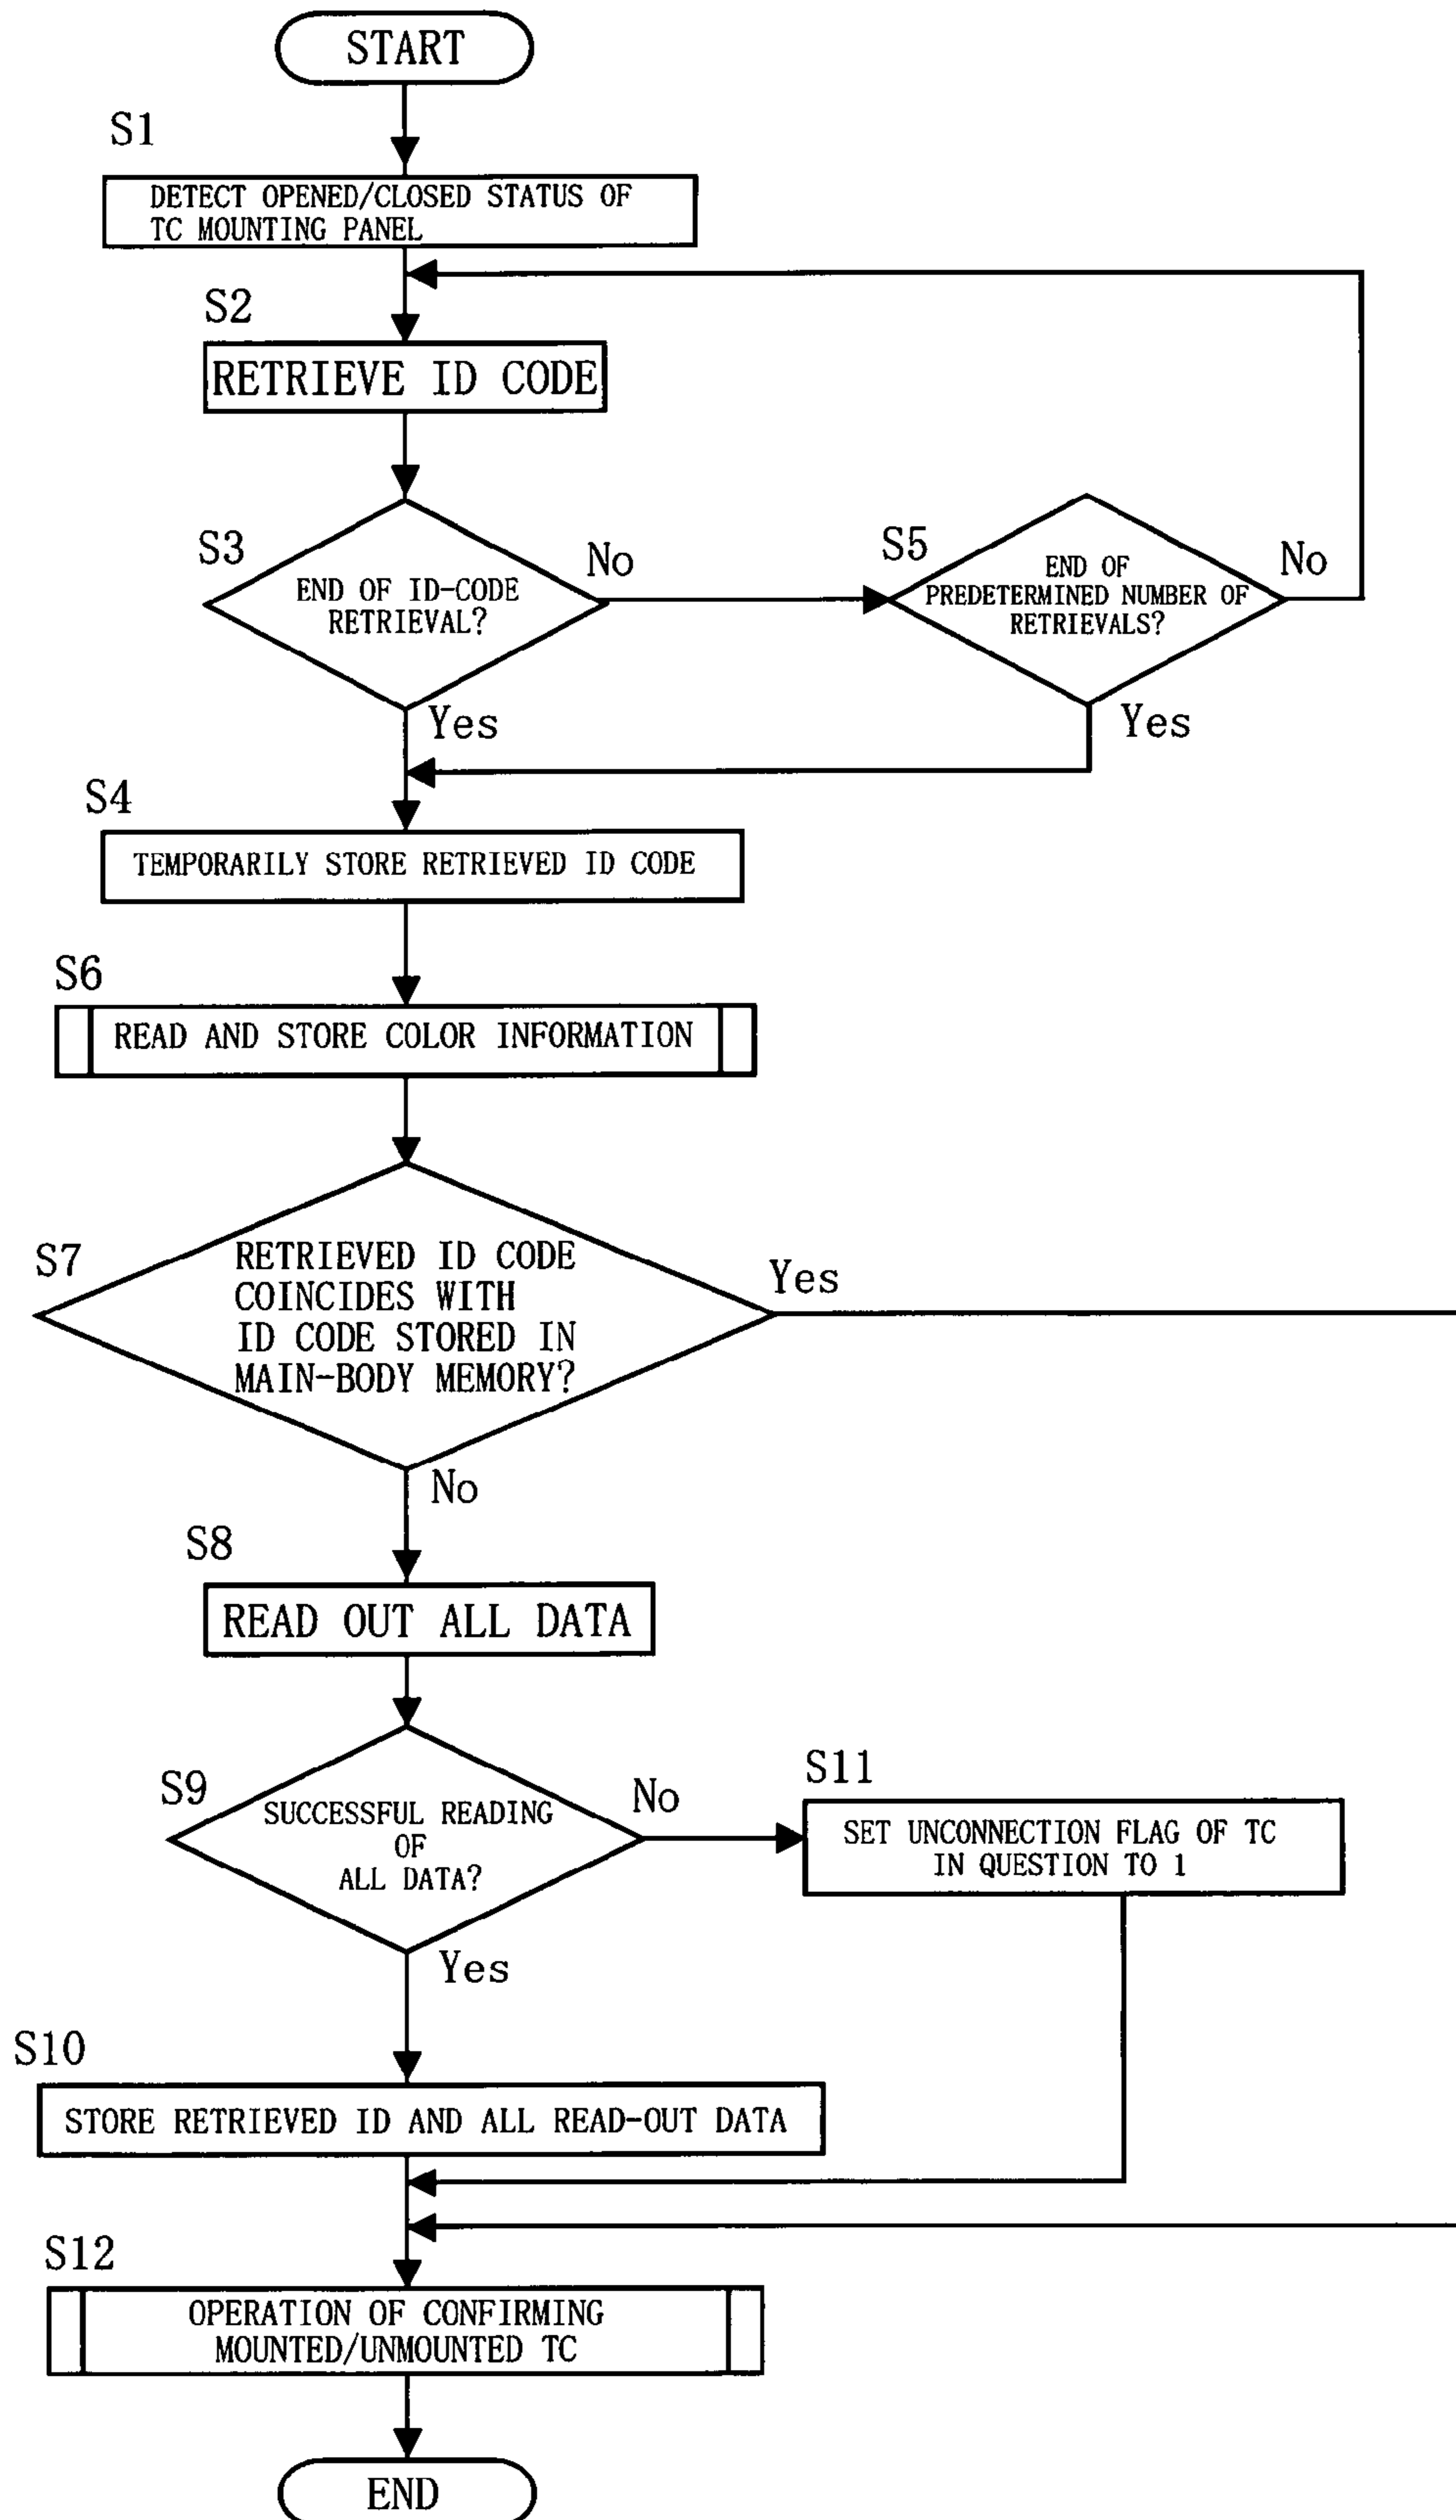 START
S1
DETECT OPENED/CLOSED STATUS OF
TC MOUNTING PANEL
S2
RETRIEVE ID CODE
S3
END OF ID-CODE
RETRIEVAL?
No
S5
END OF
PREDETERMINED NUMBER OF
RETRIEVALS?
No
Yes
Yes
S4
TEMPORARILY STORE RETRIEVED ID CODE
S6
READ AND STORE COLOR INFORMATION
S7
RETRIEVED ID CODE
COINCIDES WITH
ID CODE STORED IN
MAIN-BODY MEMORY?
Yes
No
S8
READ OUT ALL DATA
S9
SUCCESSFUL READING
OF
ALL DATA?
No
S11
SET UNCONNECTION FLAG OF TC
IN QUESTION TO 1
Yes
S10
STORE RETRIEVED ID AND ALL READ-OUT DATA
S12
OPERATION OF CONFIRMING
MOUNTED/UNMOUNTED TC
END